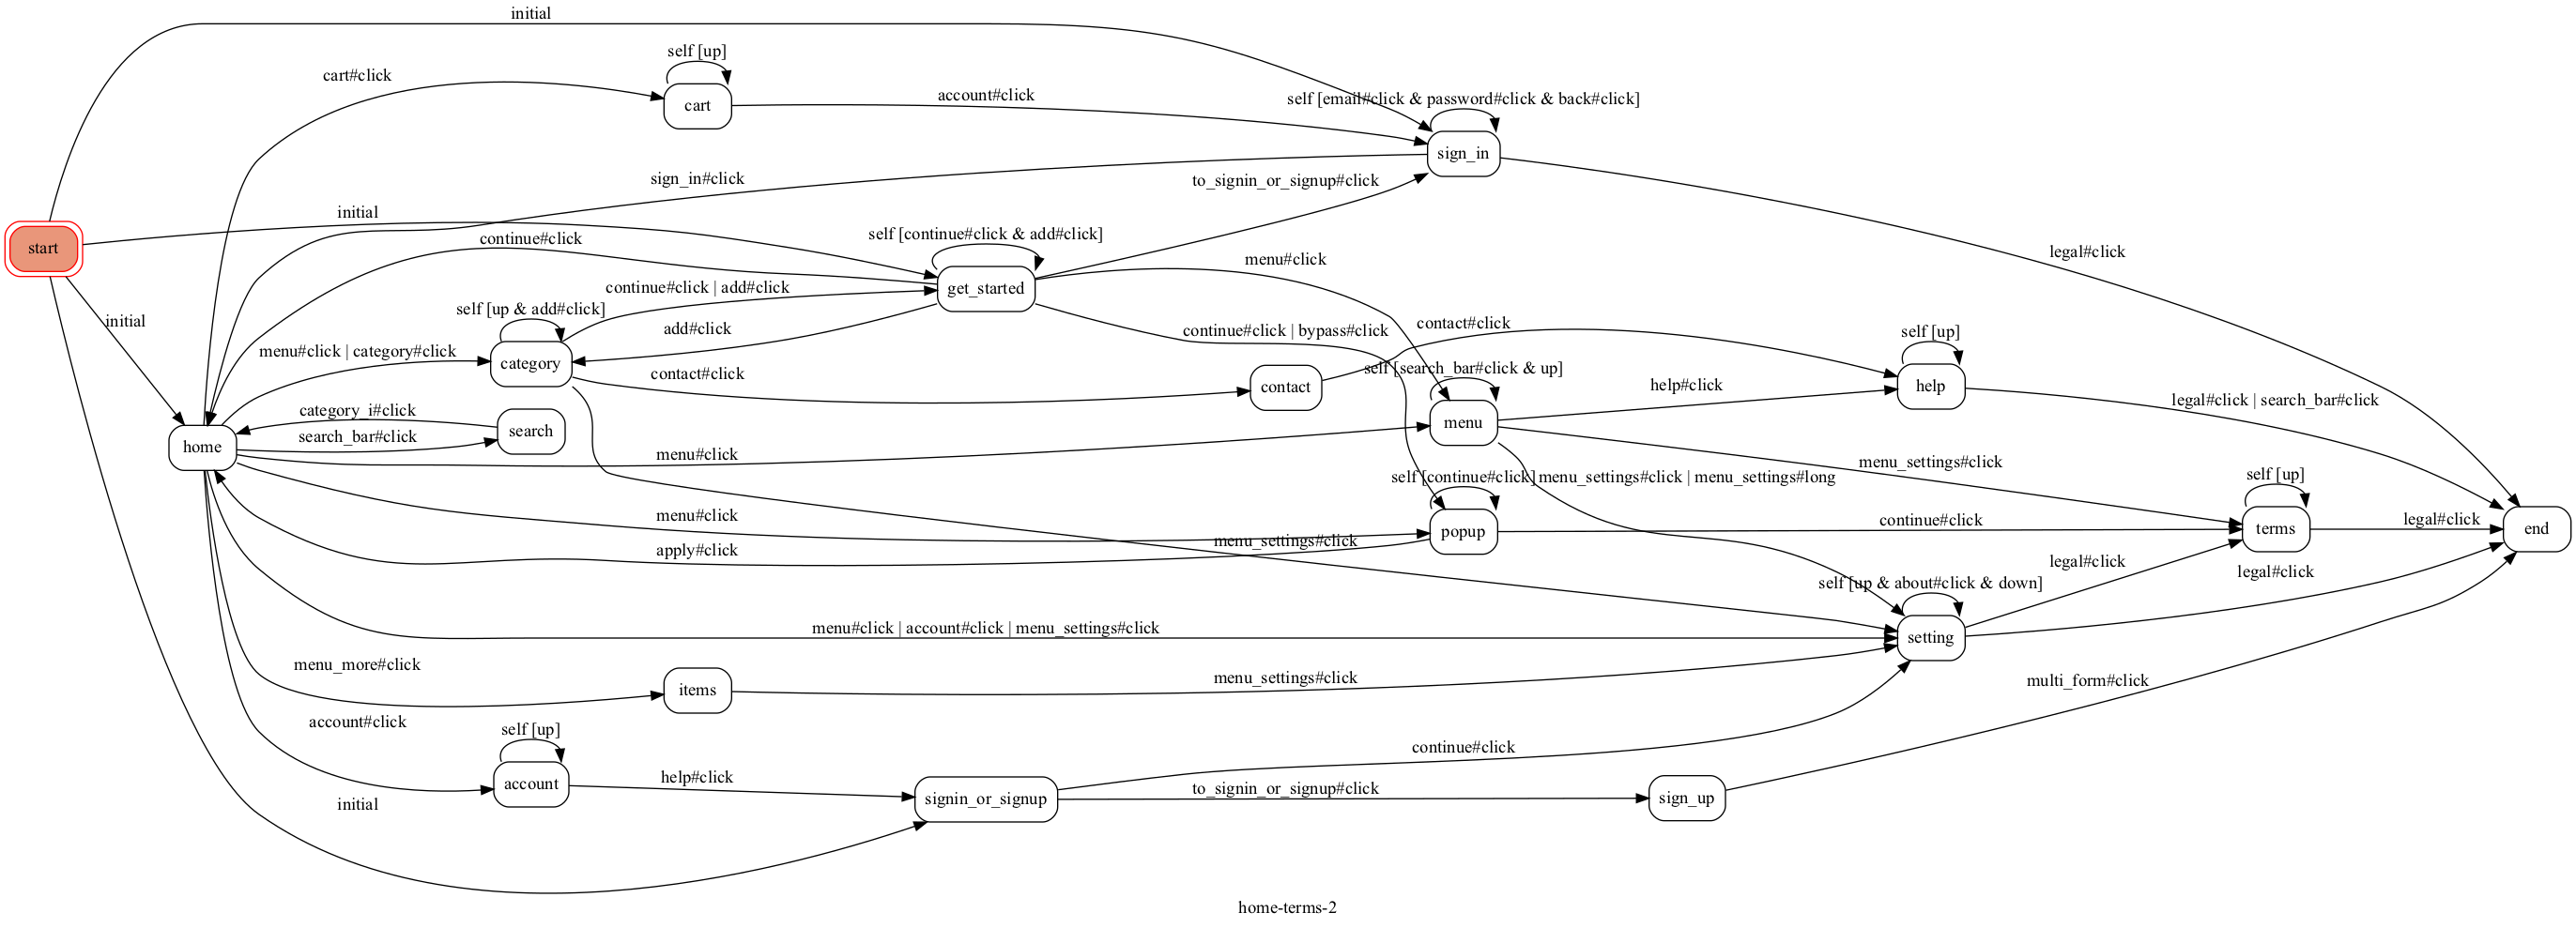 initial
self [up]
cart#click
cart
account#click
self [email#click & password#click & back#click]
sign_in
sign_in#click
to_signin_or_signup#click
initial
start
continue#click
self [continue#click & add#click]
get_started
menu#click
legal#click
continue#click | add#click
self [up & add#click]
add#click
initial
continue#click | bypass#click
contact#click
self [up]
menu#click | category#click
category
contact#click
contact
self [search_bar#click & up]
help#click
help
legal#click | search_bar#click
category_i#click
search
search_bar#click
home
menu
menu#click
menu_settings#click
self [continue#click]
menu_settings#click | menu_settings#long
self [up]
menu#click
popup
continue#click
terms
legal#click
end
menu_settings#click
apply#click
legal#click
legal#click
self [up & about#click & down]
menu#click | account#click | menu_settings#click
setting
menu_more#click
items
menu_settings#click
multi_form#click
account#click
self [up]
continue#click
account
help#click
signin_or_signup
to_signin_or_signup#click
sign_up
initial
home-terms-2